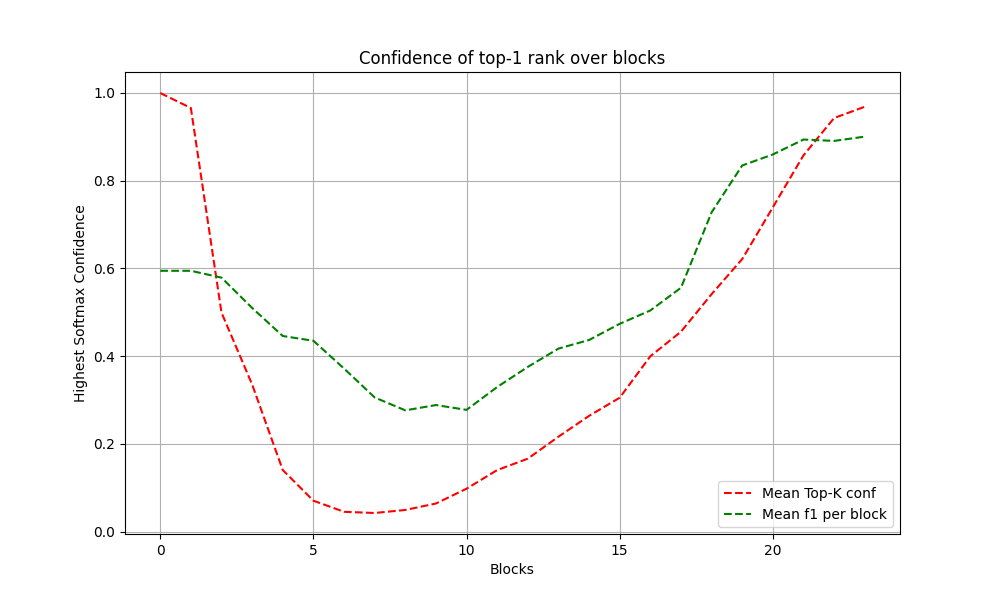 Confidence of top-1 rank over blocks
Highest Softmax Confidence
1.0
0.8
0.6
0.4
0.2
0.0
0
5
10
15
20
Blocks
Mean Top-K conf
Mean f1 per block